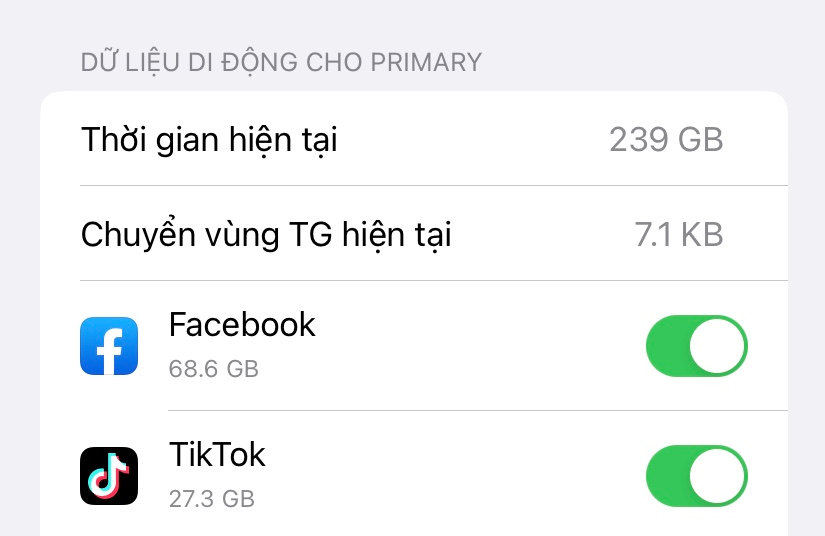 DỮ LIỆU DI ĐỘNG CHO PRIMARY
Thời gian hiện tại 239 GB
Chuyển vùng TG hiện tại 7.1 KB
Facebook
68.6 GB
TikTok
27.3 GB